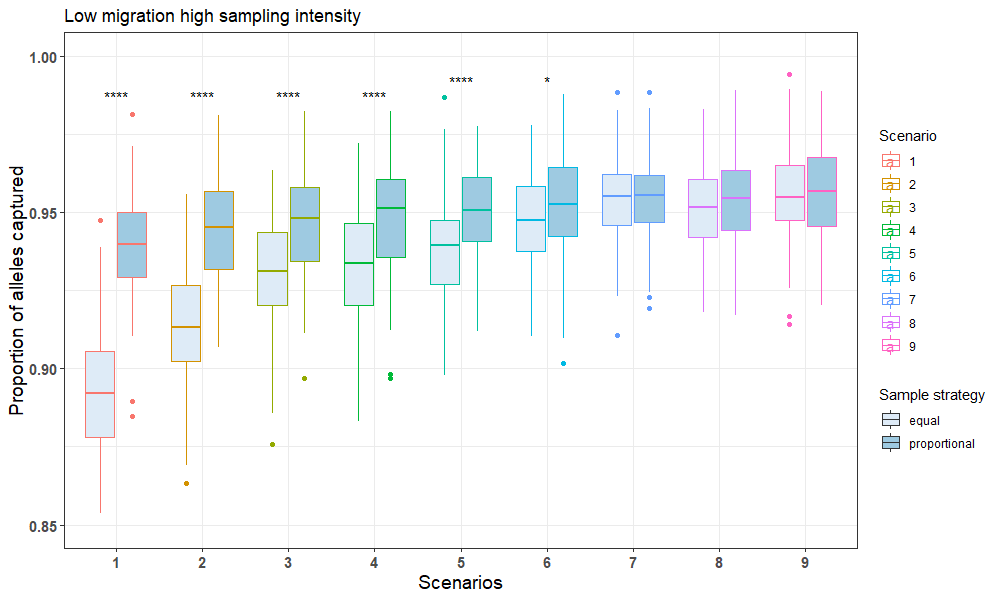 Low migration high sampling intensity
Proportion of alleles captured
1.00
0.95
0.90
0.85
****
****
****
****
****
*
1 2 3 4 5 6 7 8 9
Scenarios
Scenario
a 1
a 2
a 3
a 4
a 5
a 6
a 7
a 8
a 9
Sample strategy
equal
proportional